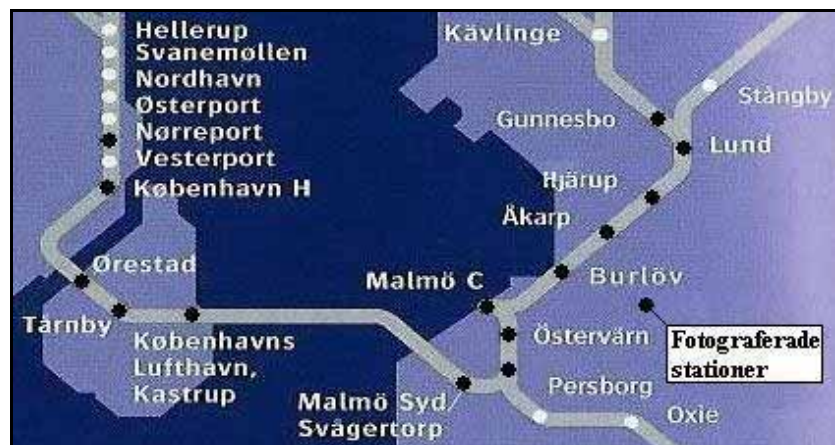 Hellerup
Svanemøllen
Nordhavn
Østerport
Nørreport
Vesterport
København H
Ørestad
Tårnby
Københavns
Lufthavn,
Kastrup
Kävlinge
Stångby
Gunnesbo
Lund
Hjärup
Åkarp
Burlöv
Malmö C
Östervärn
Fotograferade
stationer
Persborg
Malmö Syd
Svågertorp
Oxie